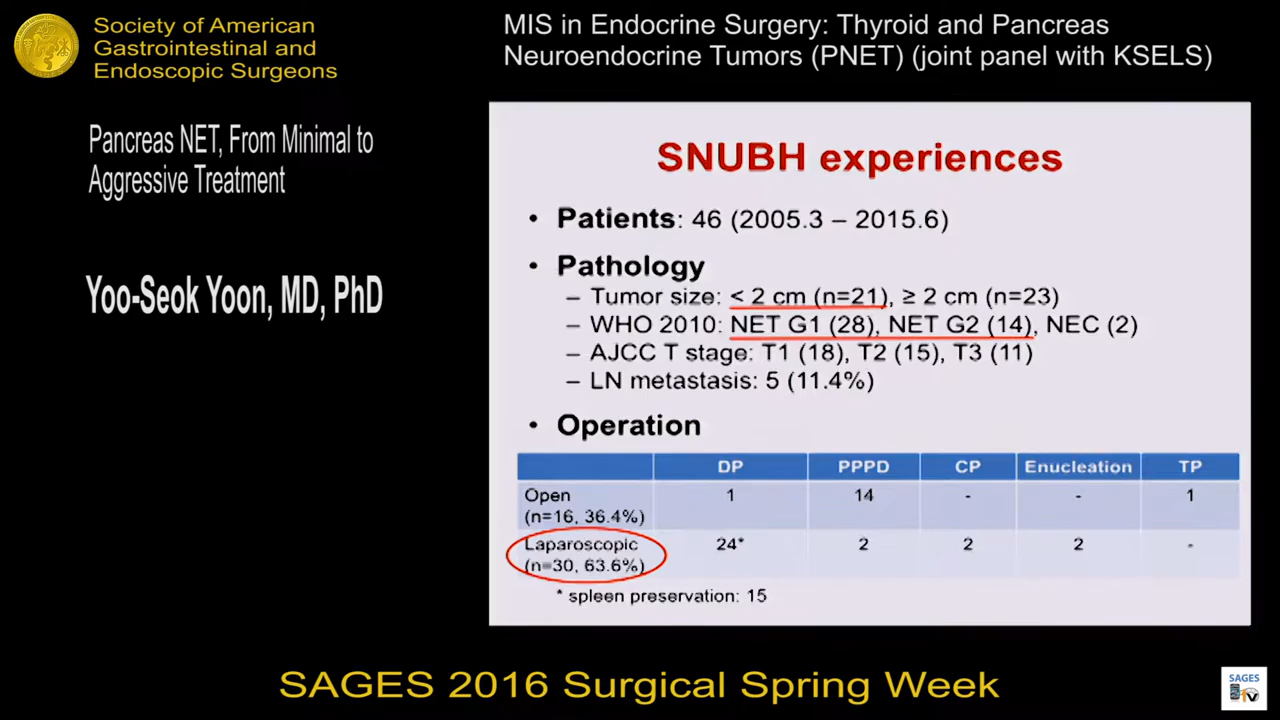 Society of American
Gastrointestinal and
Endoscopic Surgeons
MIS in Endocrine Surgery: Thyroid and Pancreas
Neuroendocrine Tumors (PNET) (joint panel with KSELS)
Pancreas NET, From Minimal to
Aggressive Treatment
Yoo-Seok Yoon, MD, PhD
SNUBH experiences
• Patients: 46 (2005.3 – 2015.6)
• Pathology
– Tumor size: < 2 cm (n=21), ≥ 2 cm (n=23)
– WHO 2010: NET G1 (28), NET G2 (14), NEC (2)
– AJCC T stage: T1 (18), T2 (15), T3 (11)
– LN metastasis: 5 (11.4%)
• Operation
DP PPPD CP Enucleation TP
Open
(n=16, 36.4%) 1 14 - - 1
Laparoscopic
(n=30, 63.6%) 24* 2 2 2 -
* spleen preservation: 15
SAGES 2016 Surgical Spring Week
SAGES
TV